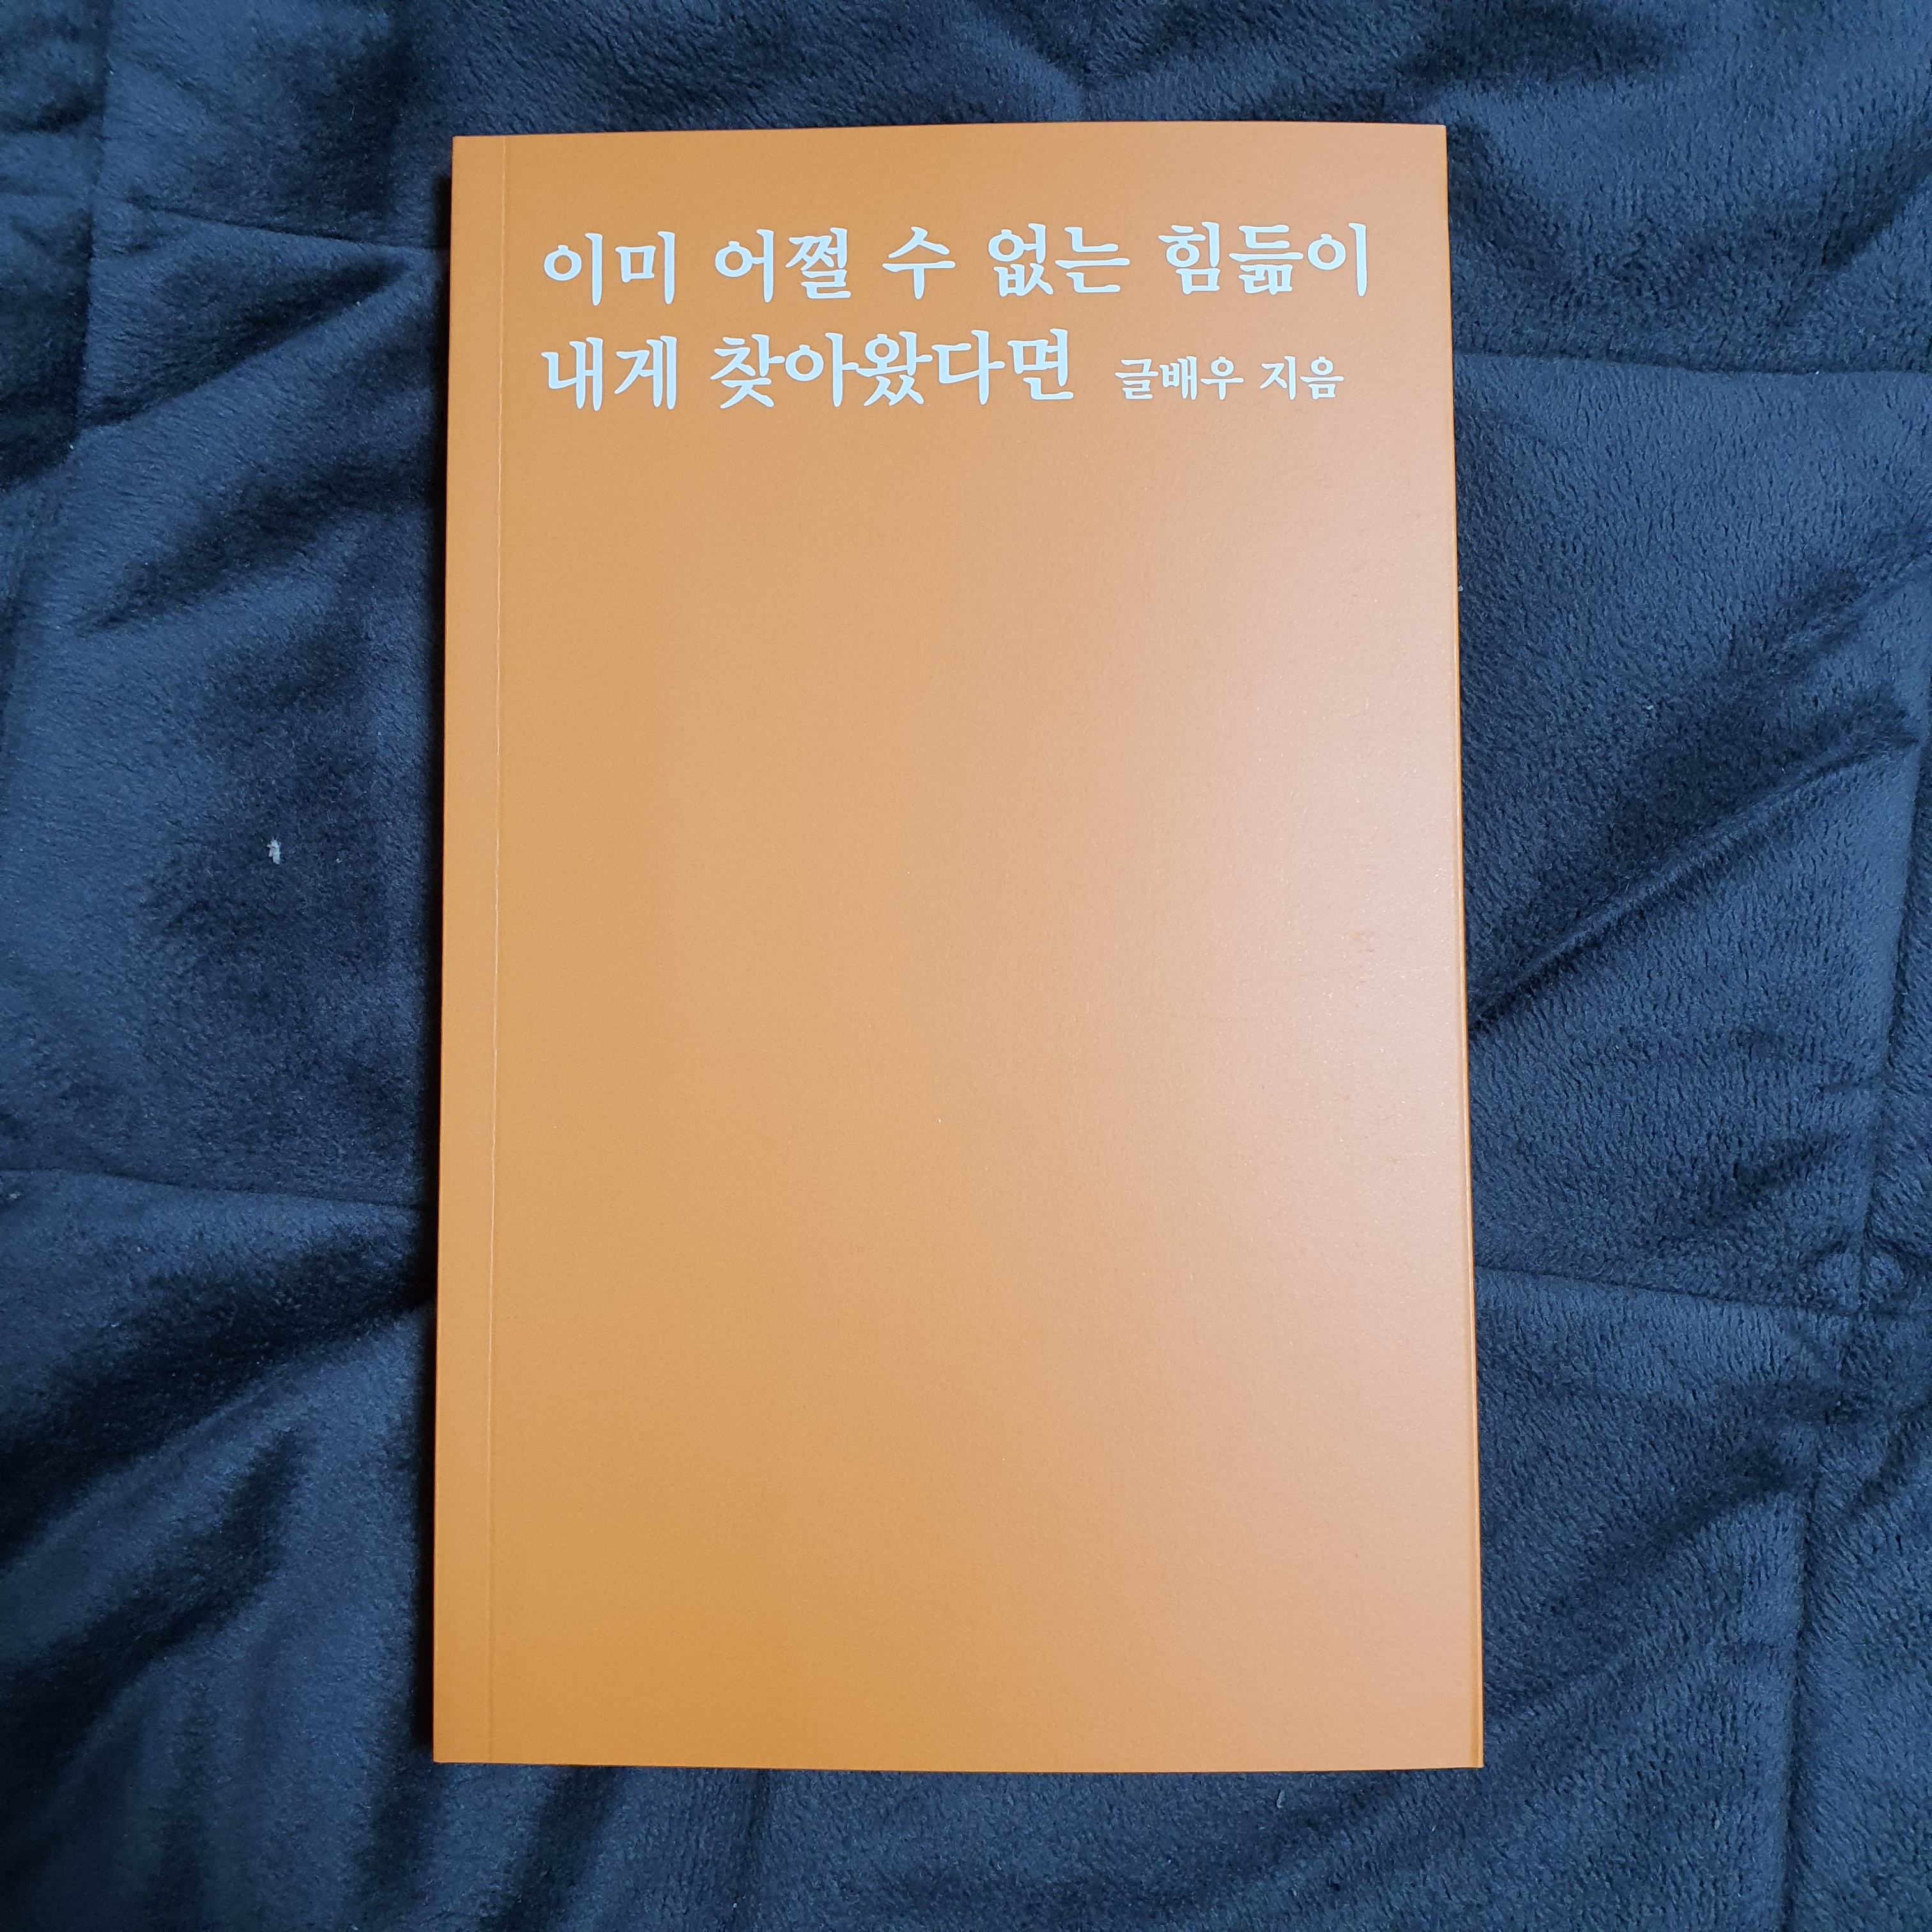 이미 어쩔 수 없는 힘듦이
내게 찾아왔다면 글배우 지음